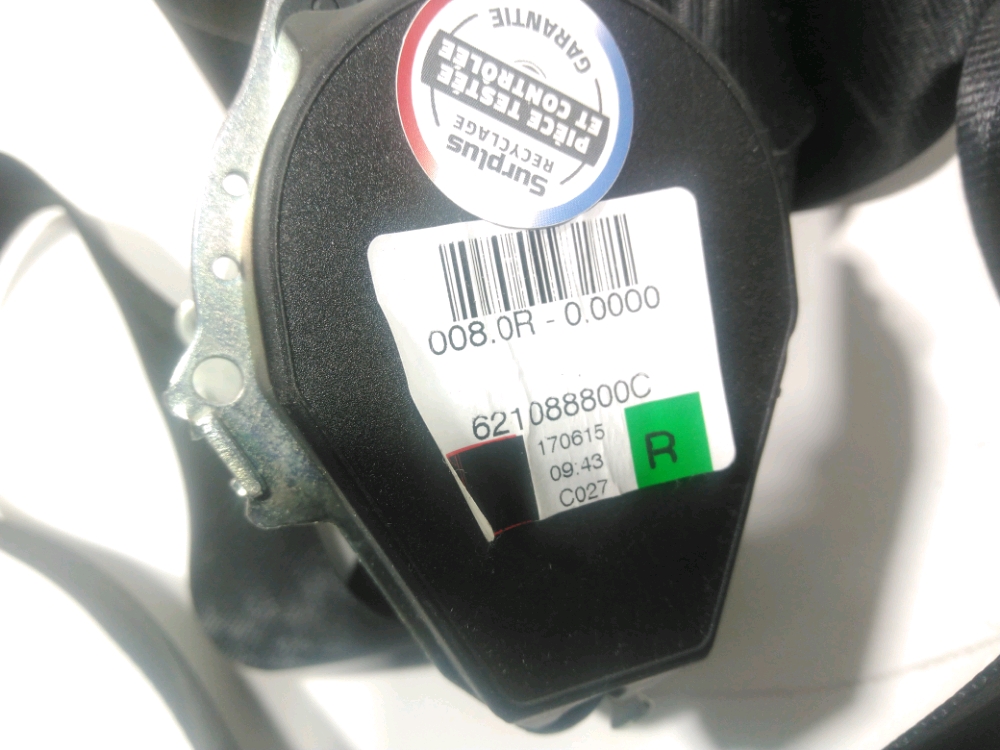 Surplus
RECYCLAGE
PIÈCE TESTÉE
ET CONTRÔLÉE
GARANTIE
008.0R - 0.0000
621088800C
170615
09:43
C027
R